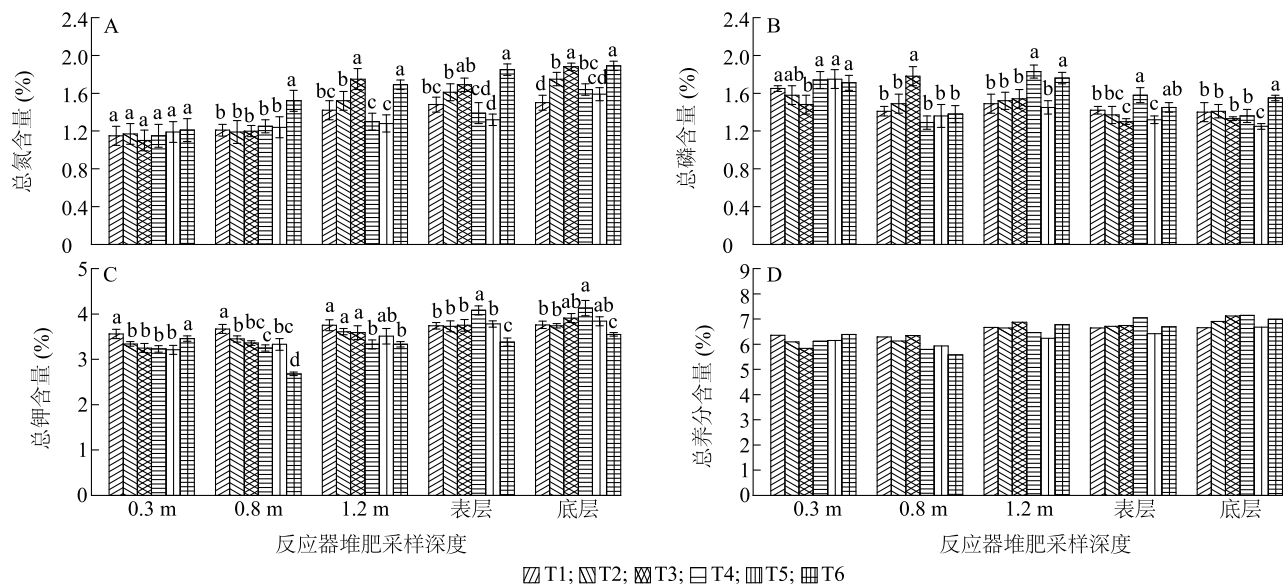 A
总氮含量 (%)
2.4
2.0
1.6
1.2
0.8
0.4
0
a a a a a a
b b b b b a
bc b a c c a
bc b ab c d a
d b a bc cd a
B
总磷含量 (%)
2.4
2.0
1.6
1.2
0.8
0.4
0
a ab b a a a
b b a b b b
b b b a b a
b bc c a c ab
b b b b c a
C
总钾含量 (%)
5
4
3
2
1
0
a b b b b a
a b bc c bc d
a a a b ab b
b b b a b c
b b ab a ab c
0.3 m 0.8 m 1.2 m 表层 底层
反应器堆肥采样深度
D
总养分含量 (%)
9
8
7
6
5
4
3
2
1
0
0.3 m 0.8 m 1.2 m 表层 底层
反应器堆肥采样深度
T1; T2; T3; T4; T5; T6